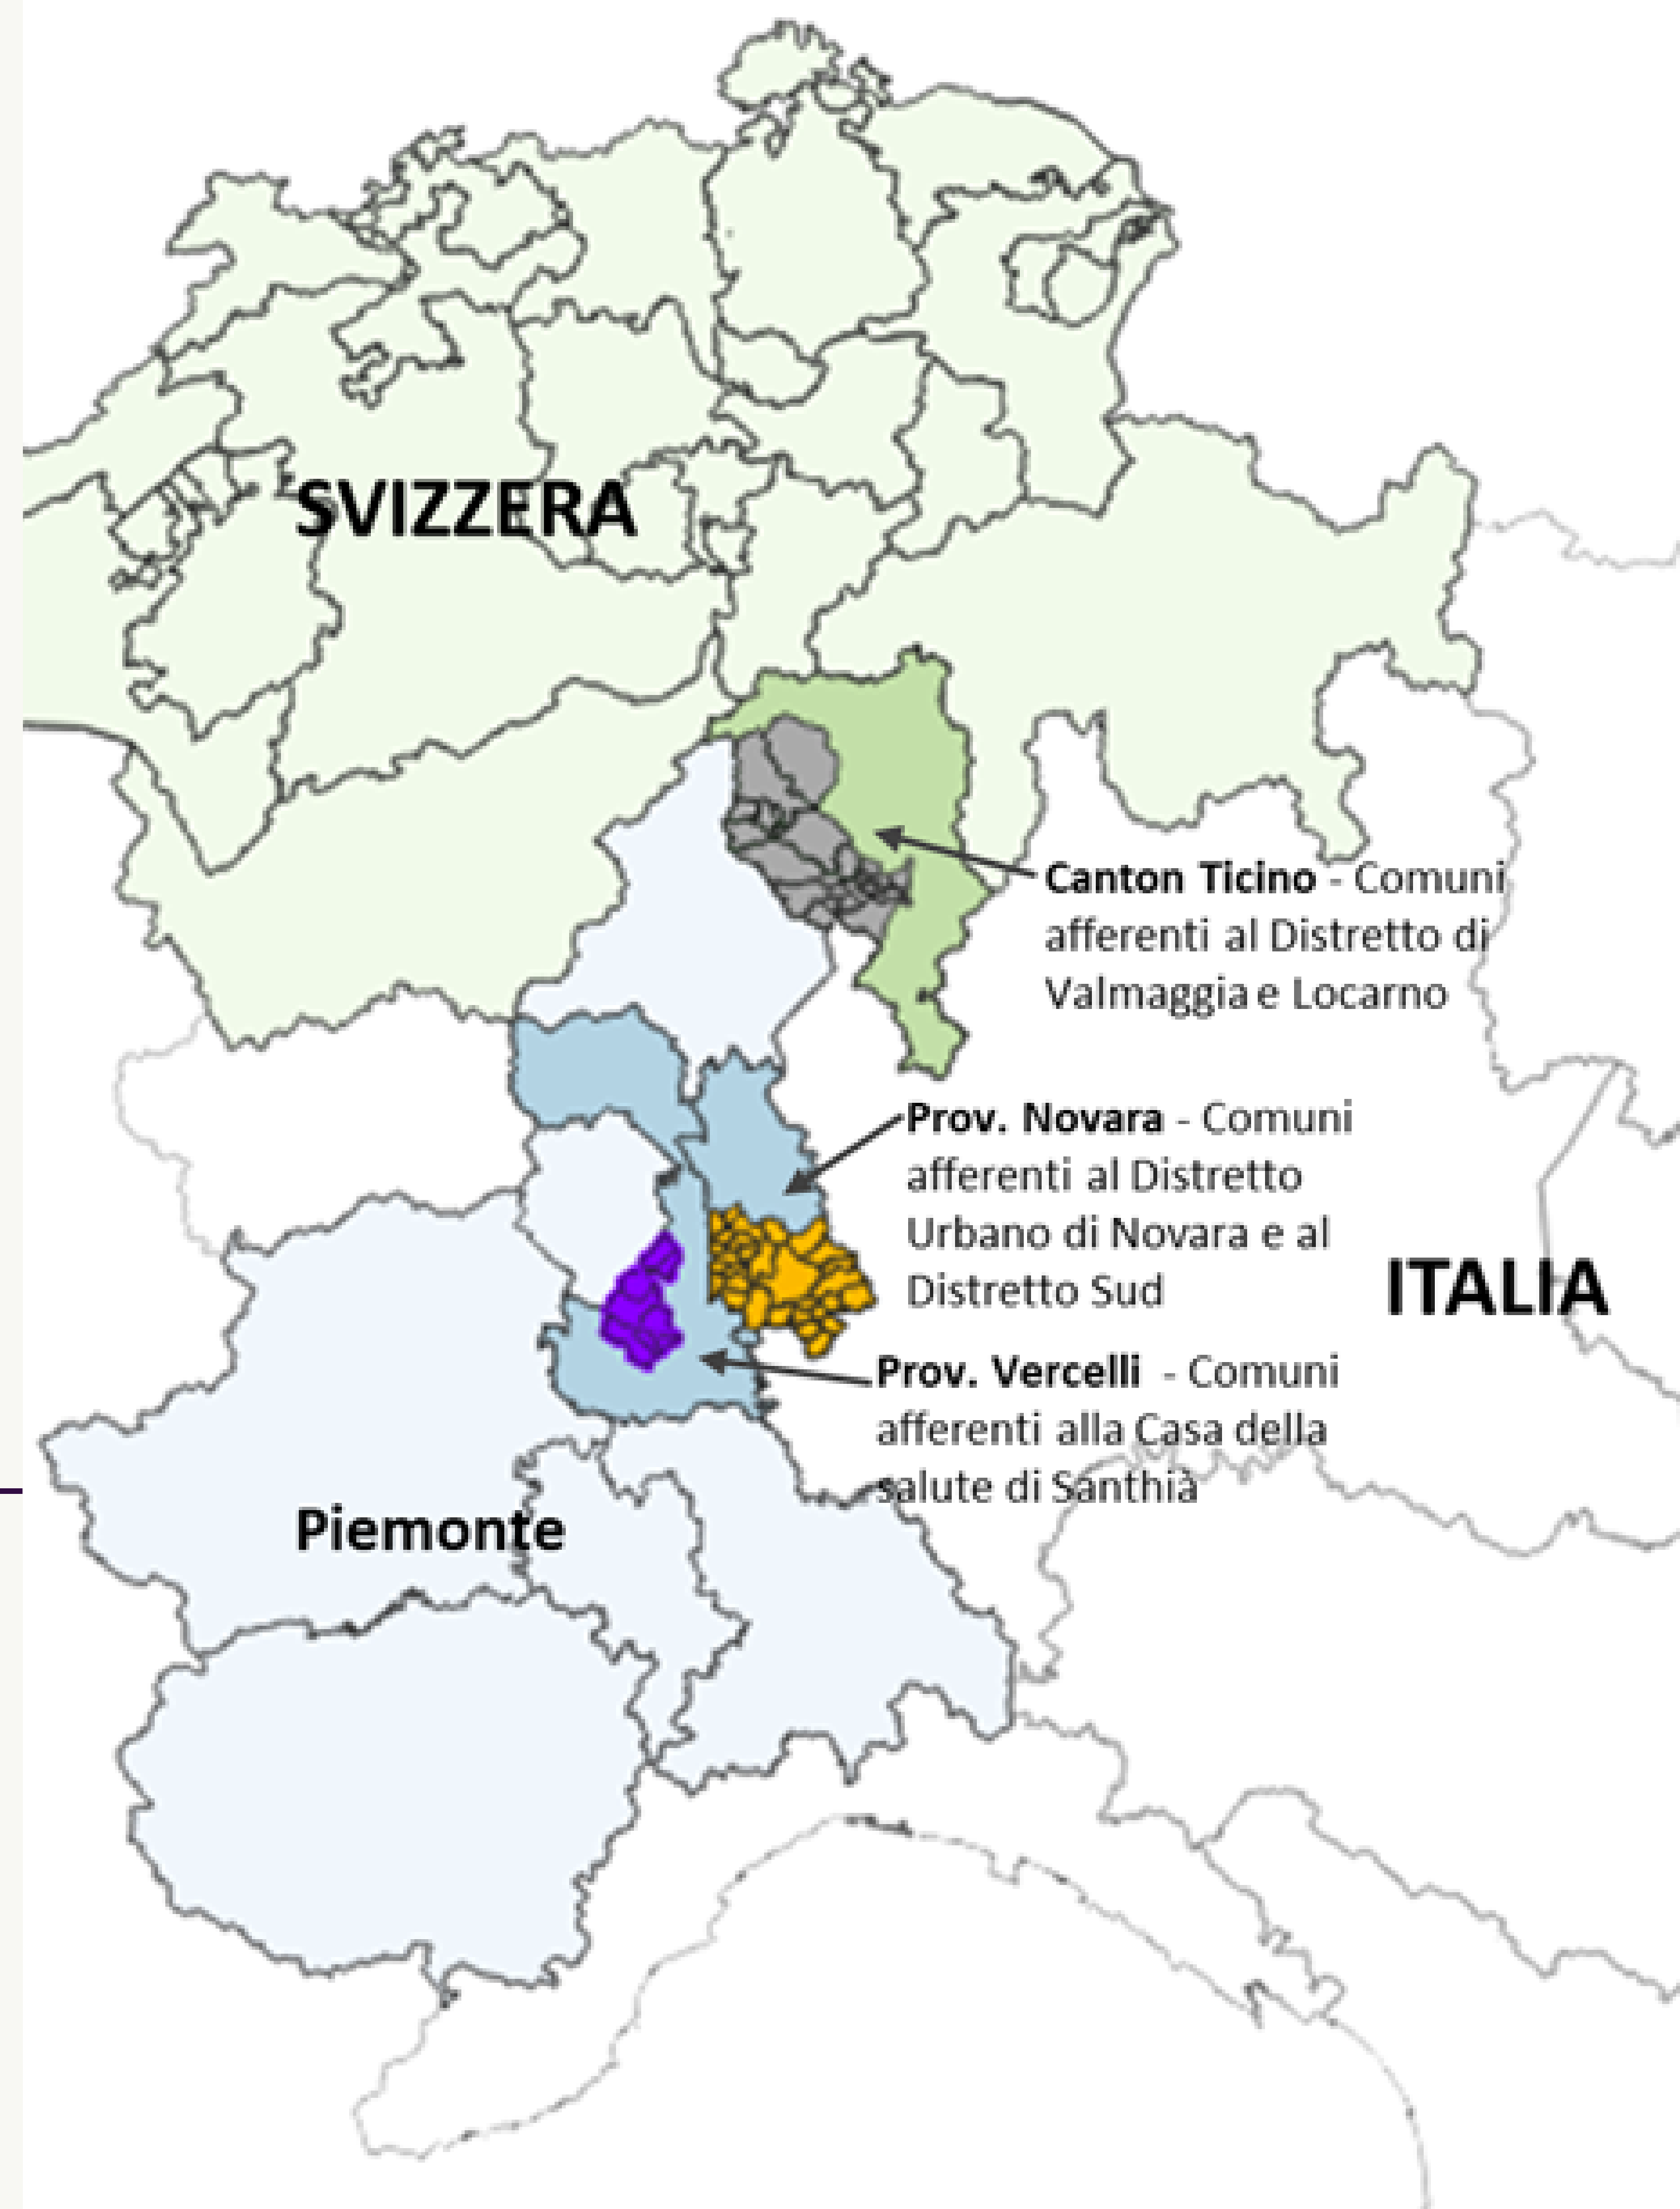 SVIZZERA
Canton Ticino - Comuni
afferenti al Distretto di
Valmaggia e Locarno
Prov. Novara - Comuni
afferenti al Distretto
Urbano di Novara e al
Distretto Sud
ITALIA
Prov. Vercelli - Comuni
afferenti alla Casa della
salute di Santhià
Piemonte